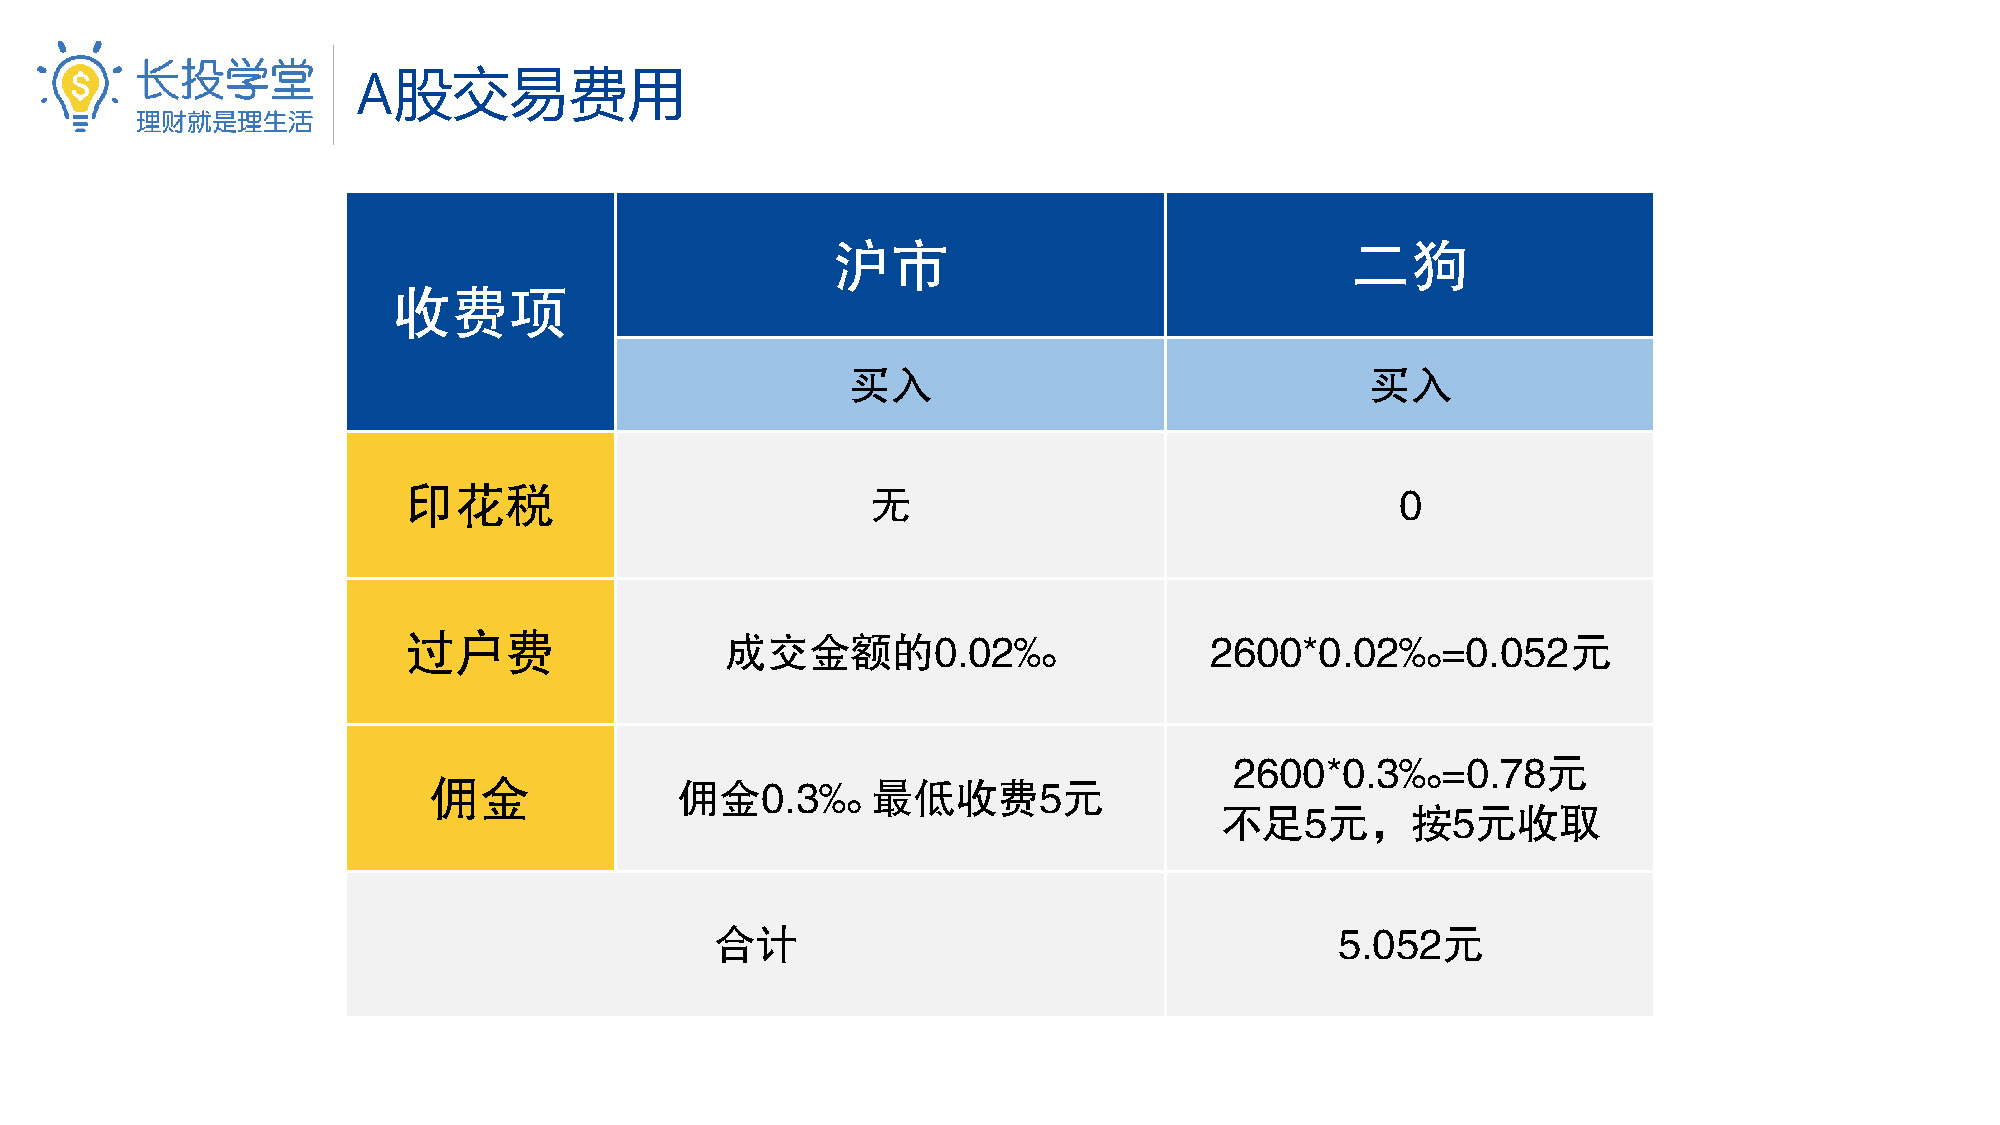 长投学堂
理财就是理生活
A股交易费用
收费项
沪市
二狗
买入
买入
印花税
无
0
过户费
成交金额的0.02‰
2600*0.02‰=0.052元
佣金
佣金0.3‰ 最低收费5元
2600*0.3‰=0.78元
不足5元，按5元收取
合计
5.052元